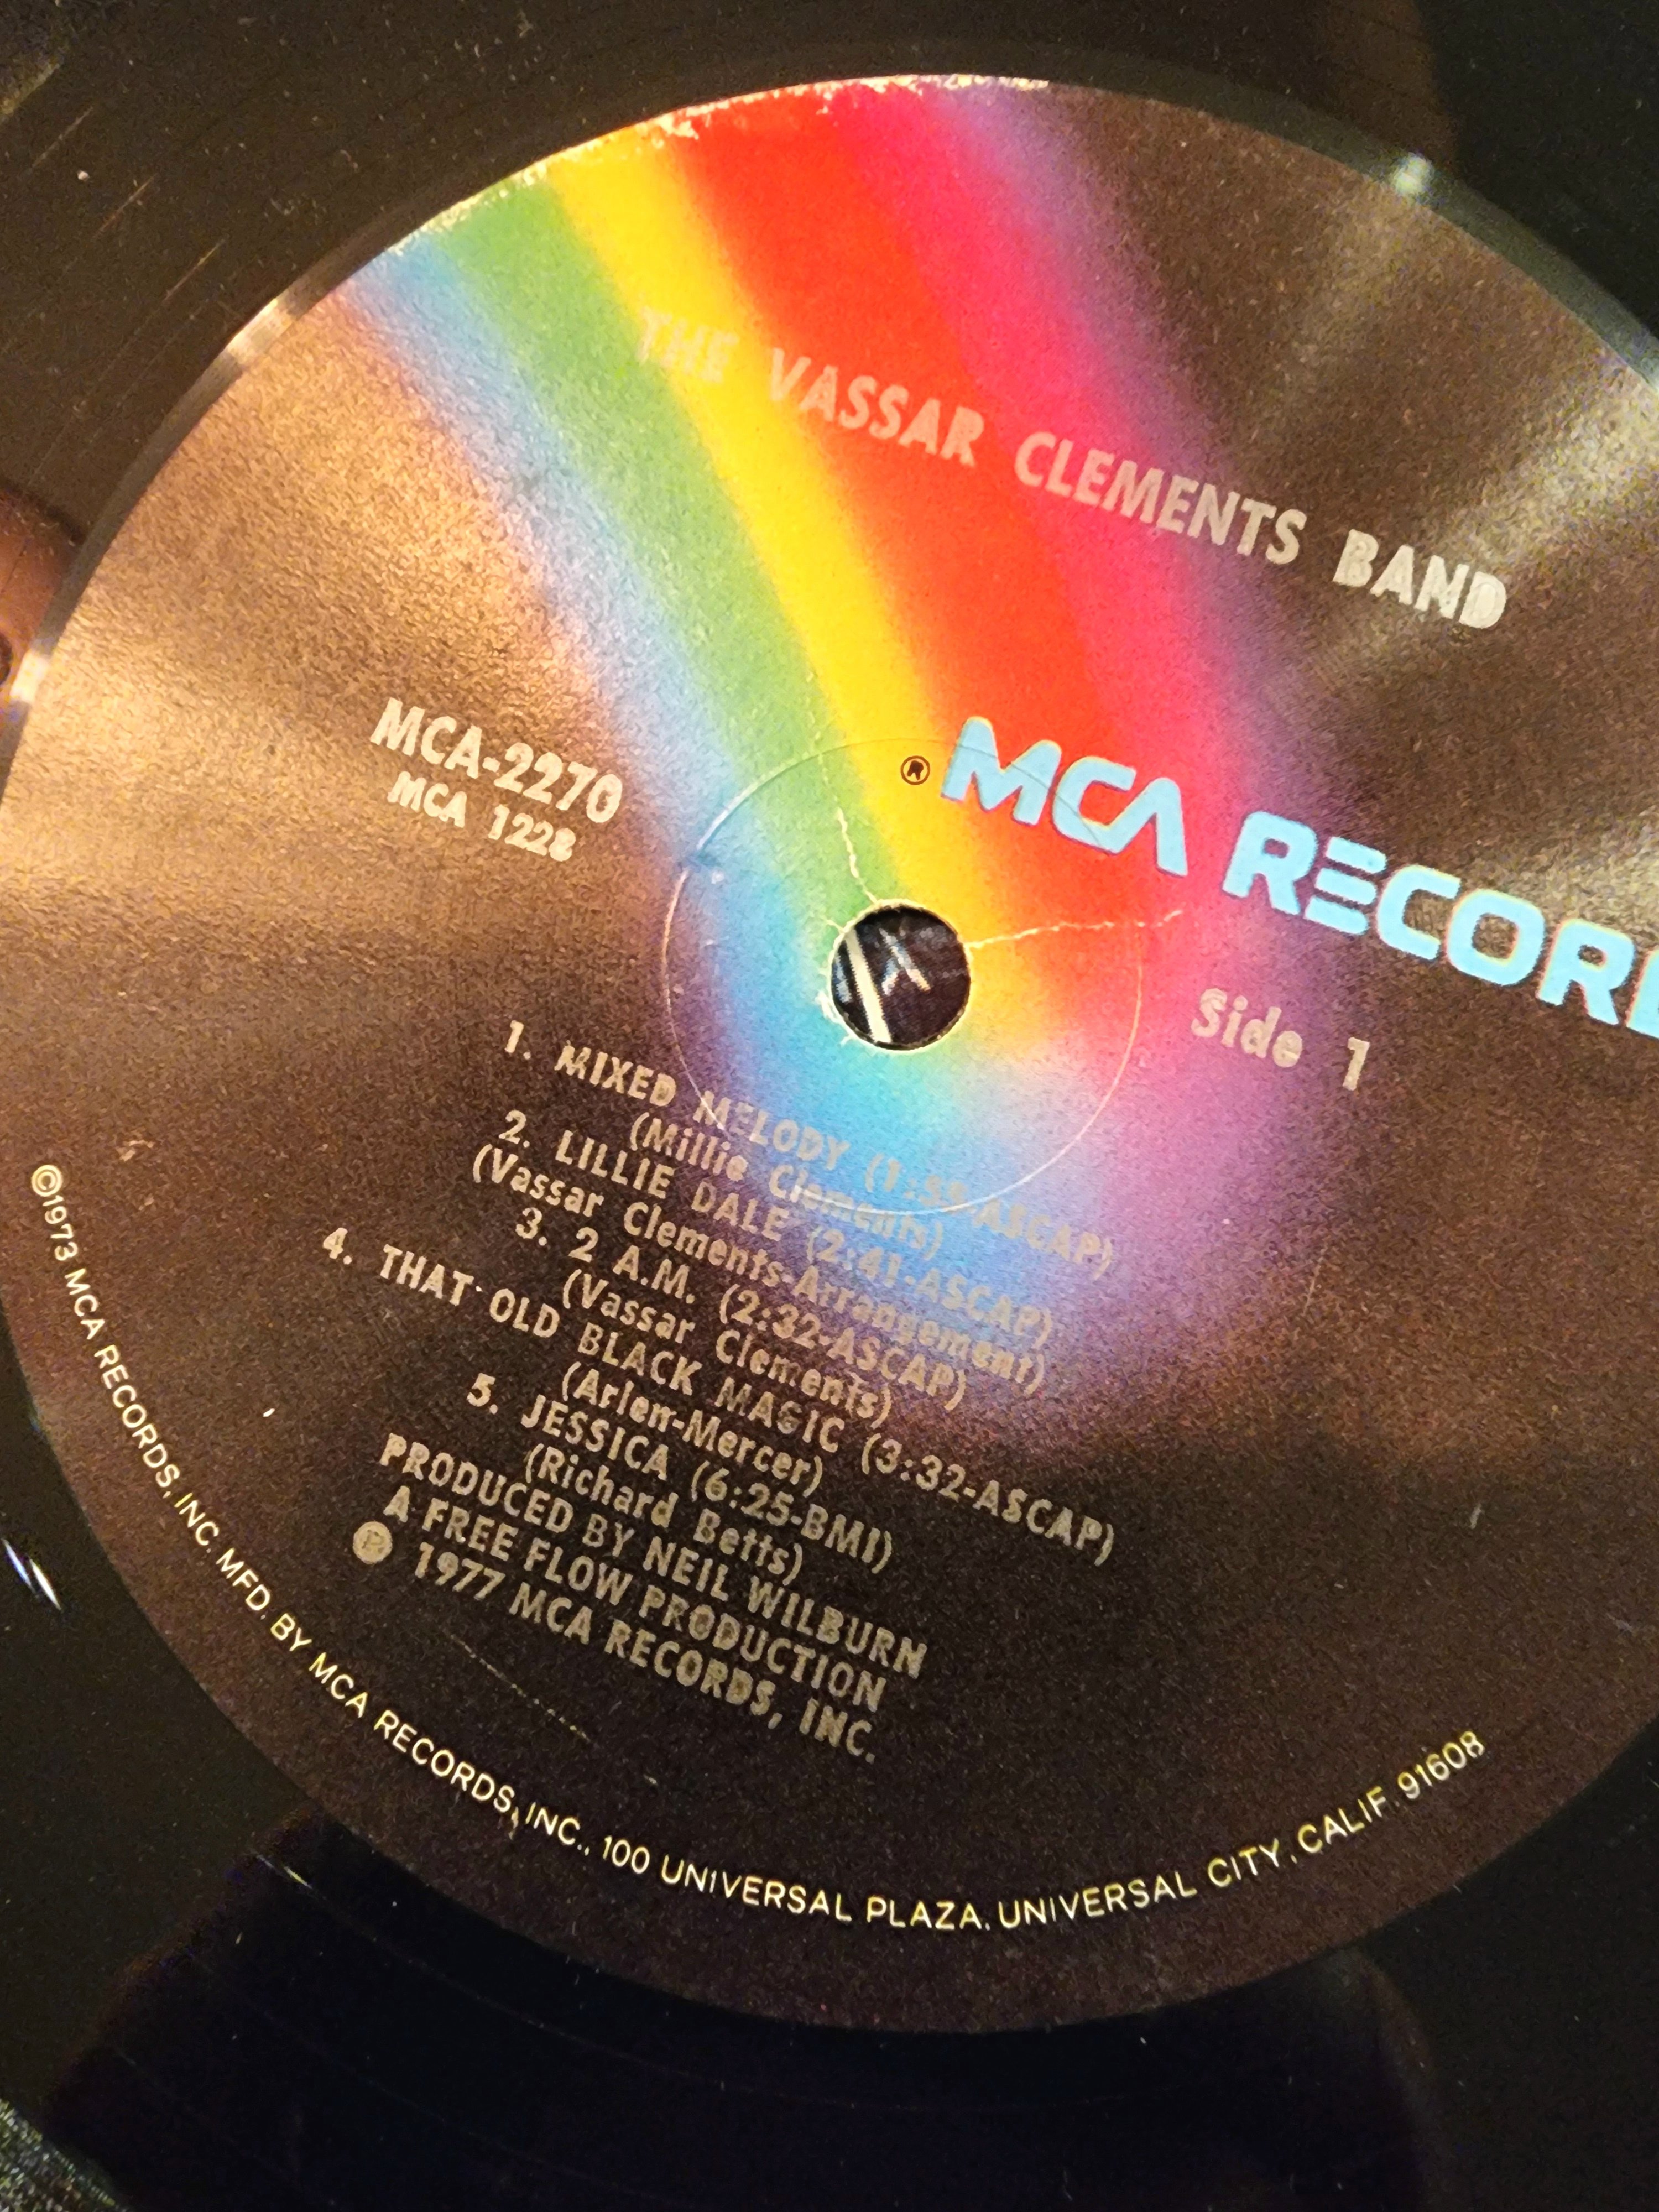 THE VASSAR CLEMENTS BAND
® MCA RECOR
MCA-2270
MCA 1228
Side 1
1. MIXED MELODY (1:55-ASCAP)
(Millie Clements)
2. LILLIE DALE (2:41-ASCAP)
(Vassar Clements-Arrangement)
3. 2 A.M. (2:32-ASCAP)
(Vassar Clements)
4. THAT OLD BLACK MAGIC (3:32-ASCAP)
(Arlen-Mercer)
5. JESSICA (6:25-BMI)
(Richard Betts)
PRODUCED BY NEIL WILBURN
A FREE FLOW PRODUCTION
℗ 1977 MCA RECORDS, INC.
©1973 MCA RECORDS, INC. MFD. BY MCA RECORDS, INC., 100 UNIVERSAL PLAZA, UNIVERSAL CITY, CALIF. 91608